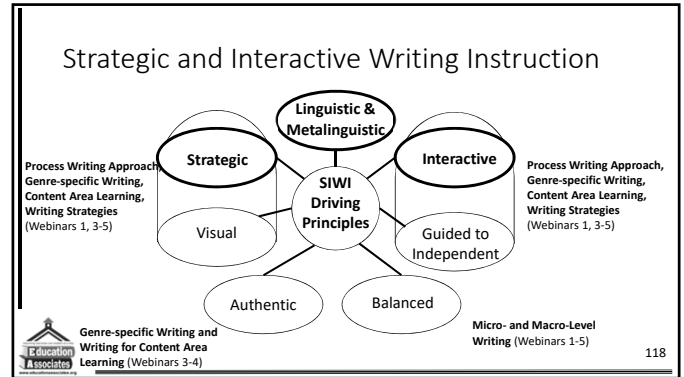 Strategic and Interactive Writing Instruction
Linguistic &
Metalinguistic
Process Writing Approach,
Genre-specific Writing,
Content Area Learning,
Writing Strategies
(Webinars 1, 3-5)
Strategic
Interactive
Process Writing Approach,
Genre-specific Writing,
Content Area Learning,
Writing Strategies
(Webinars 1, 3-5)
SIWI
Driving
Principles
Visual
Guided to
Independent
Authentic
Balanced
Genre-specific Writing and
Writing for Content Area
Learning (Webinars 3-4)
Micro- and Macro-Level
Writing (Webinars 1-5)
Education
Associates
www.educationassociates.org
118